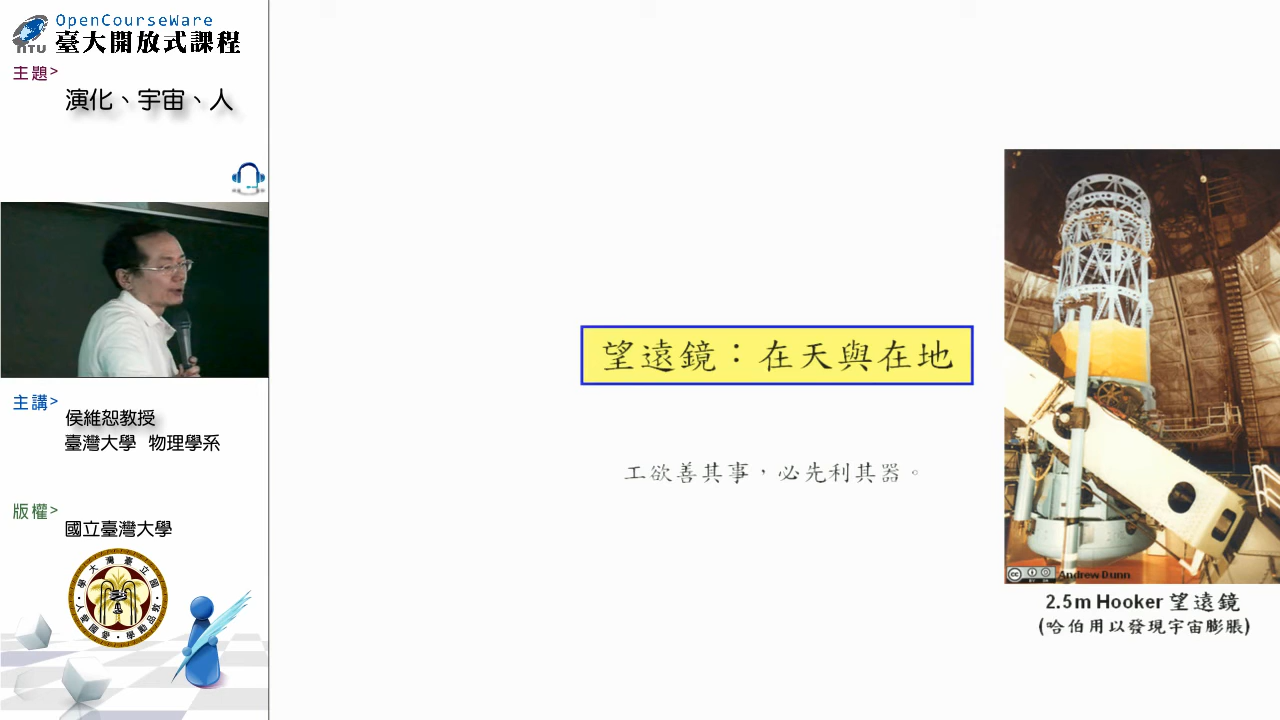 OpenCourseWare
NTU
臺大開放式課程
主題>
演化、宇宙、人
主講>
侯維恕教授
臺灣大學 物理學系
版權>
國立臺灣大學
望遠鏡：在天與在地
工欲善其事，必先利其器。
Andrew Dunn
2.5m Hooker 望遠鏡
(哈伯用以發現宇宙膨脹)